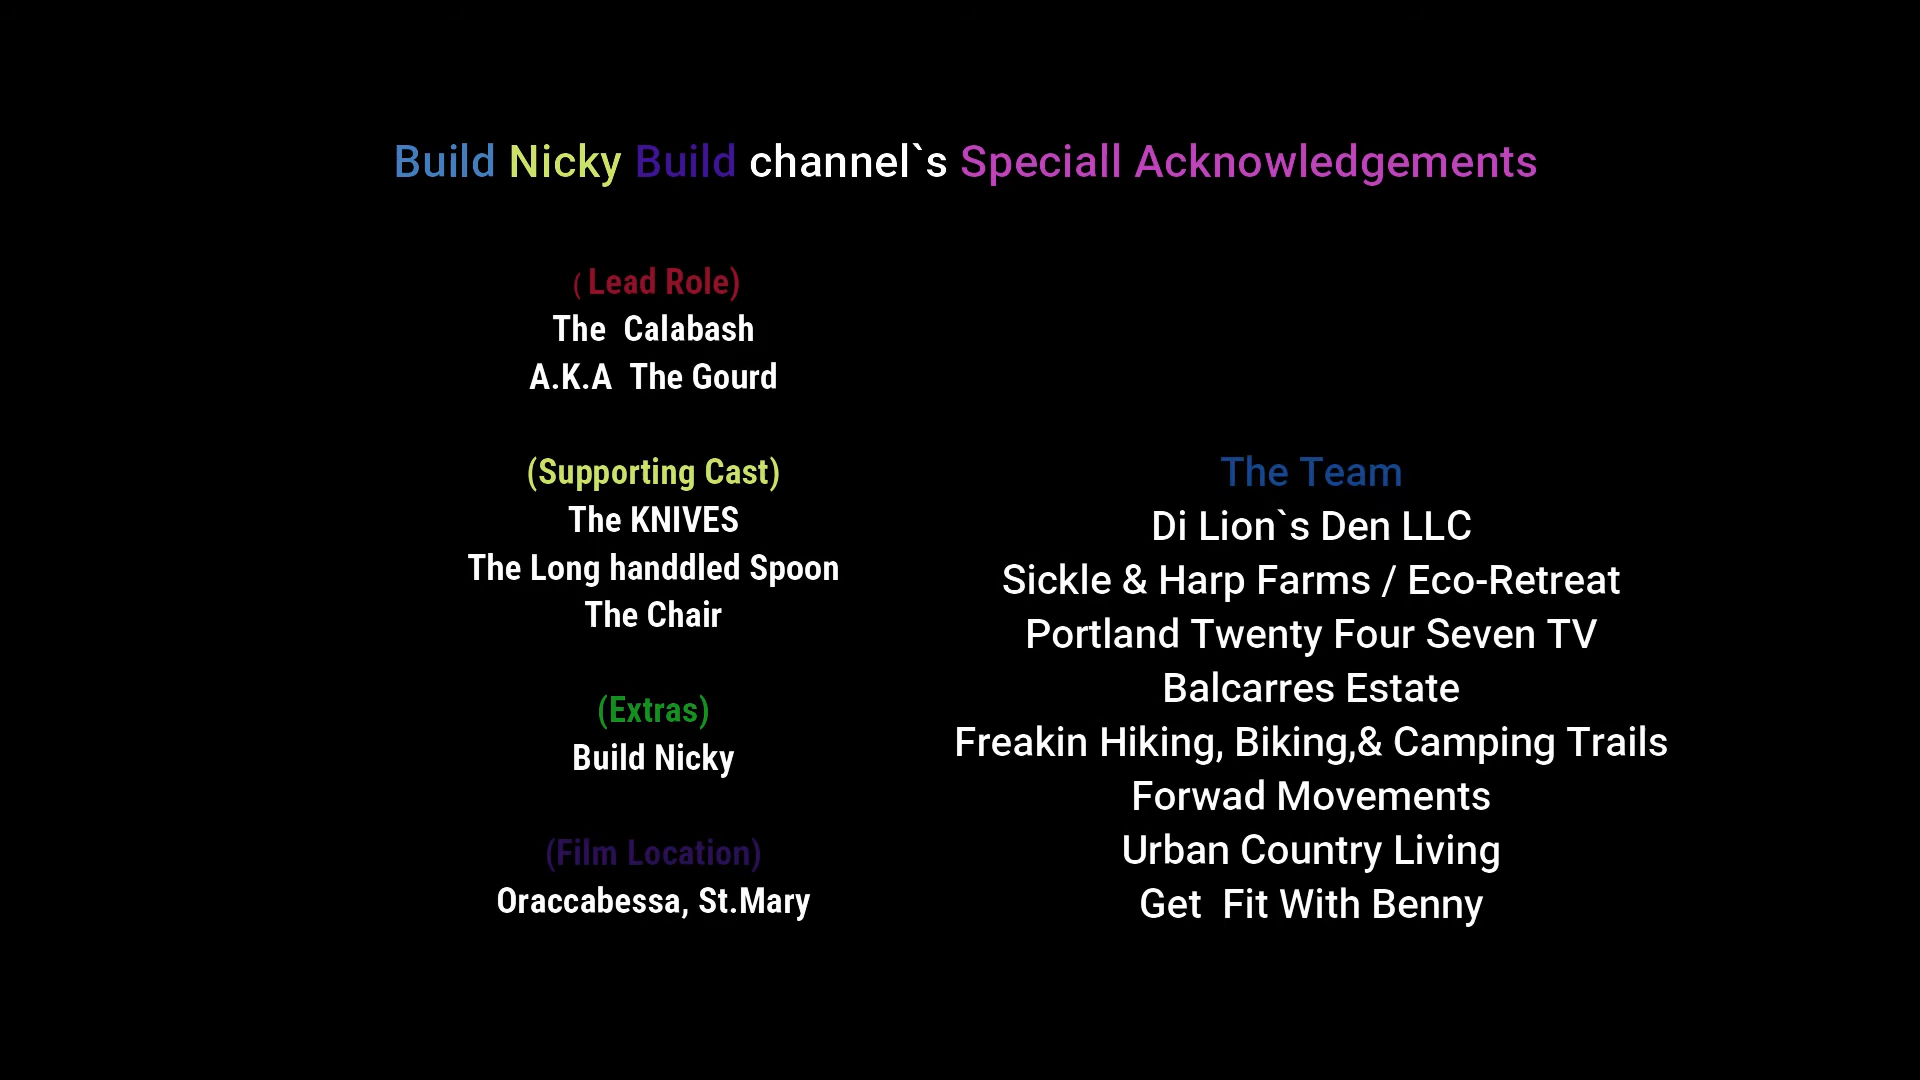 Build Nicky Build channel`s Speciall Acknowledgements
( Lead Role)
The  Calabash
A.K.A  The Gourd
(Supporting Cast)
The KNIVES
The Long handdled Spoon
The Chair
(Extras)
Build Nicky
(Film Location)
Oraccabessa, St.Mary
The Team
Di Lion`s Den LLC
Sickle & Harp Farms / Eco-Retreat
Portland Twenty Four Seven TV
Balcarres Estate
Freakin Hiking, Biking,& Camping Trails
Forwad Movements
Urban Country Living
Get  Fit With Benny